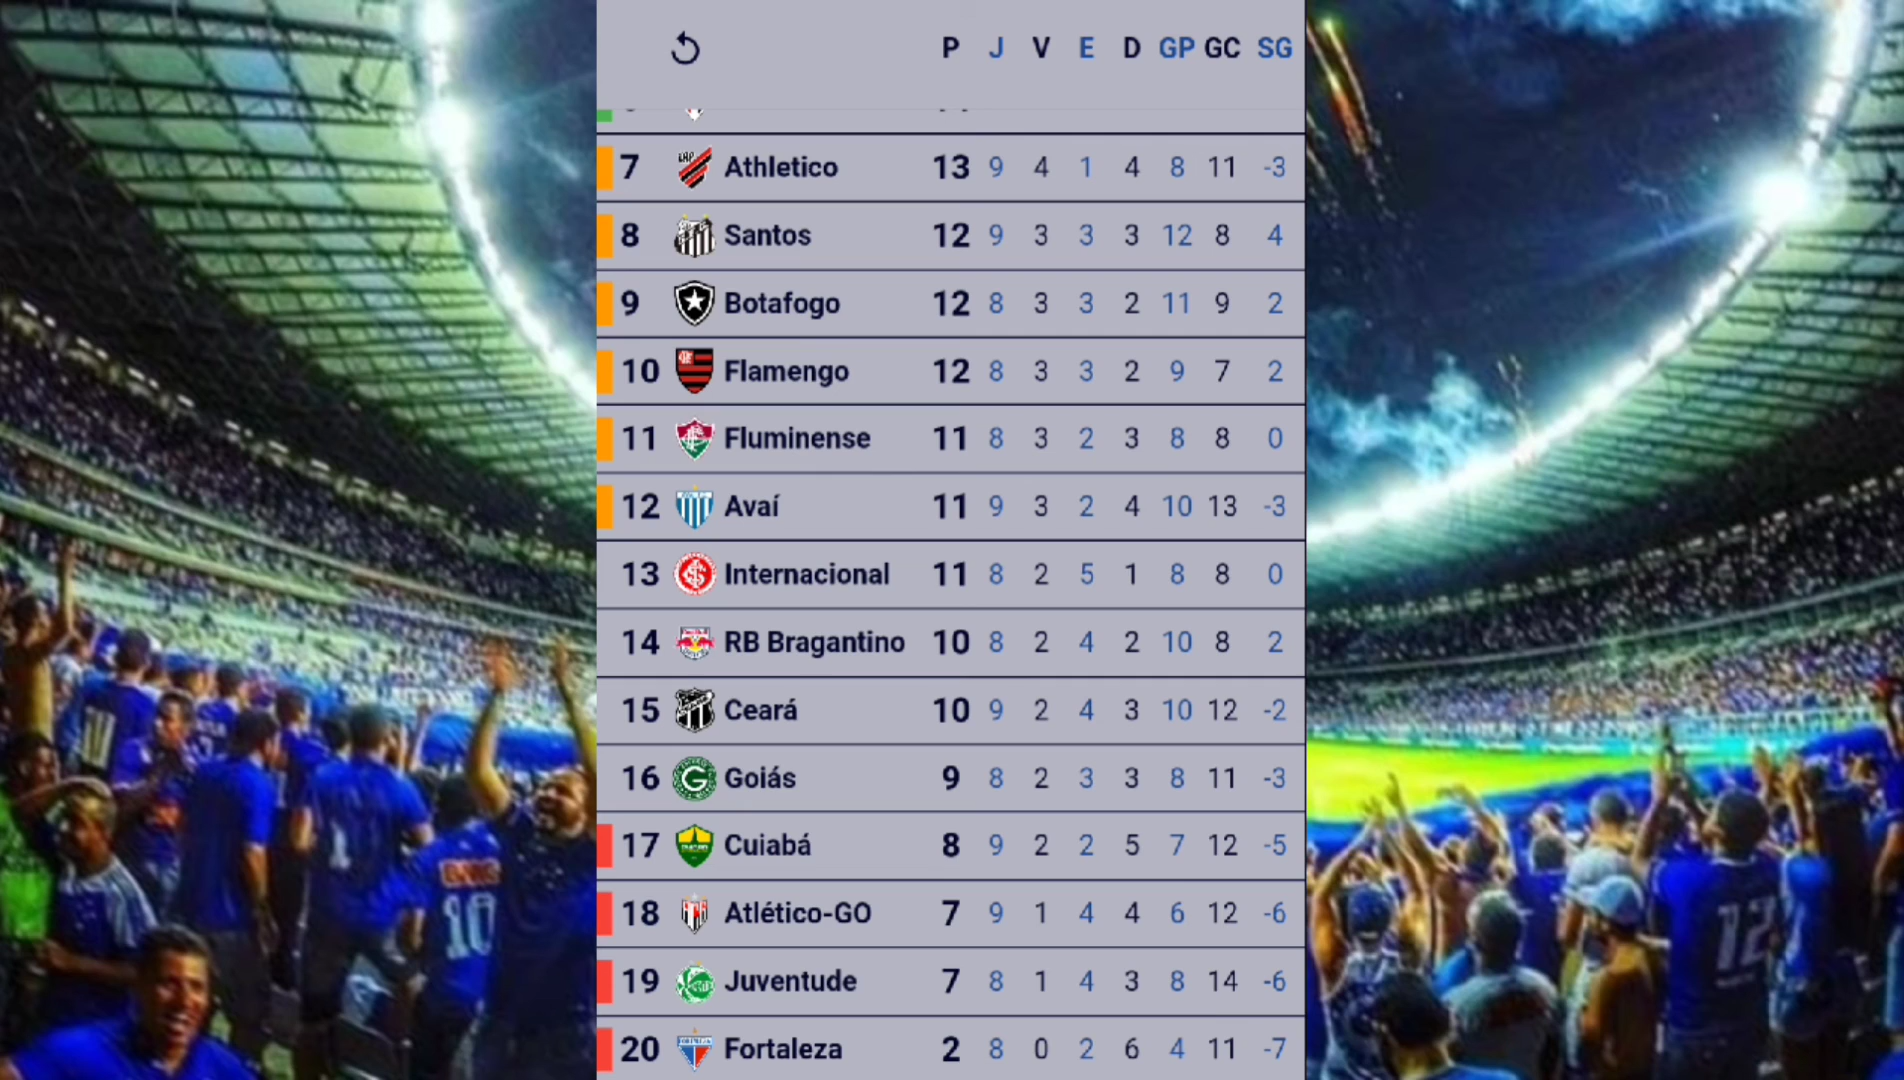 P J V E D GP GC SG
7 Athletico 13 9 4 1 4 8 11 -3
8 Santos 12 9 3 3 3 12 8 4
9 Botafogo 12 8 3 3 2 11 9 2
10 Flamengo 12 8 3 3 2 9 7 2
11 Fluminense 11 8 3 2 3 8 8 0
12 Avaí 11 9 3 2 4 10 13 -3
13 Internacional 11 8 2 5 1 8 8 0
14 RB Bragantino 10 8 2 4 2 10 8 2
15 Ceará 10 9 2 4 3 10 12 -2
16 Goiás 9 8 2 3 3 8 11 -3
17 Cuiabá 8 9 2 2 5 7 12 -5
18 Atlético-GO 7 9 1 4 4 6 12 -6
19 Juventude 7 8 1 4 3 8 14 -6
20 Fortaleza 2 8 0 2 6 4 11 -7
10
12